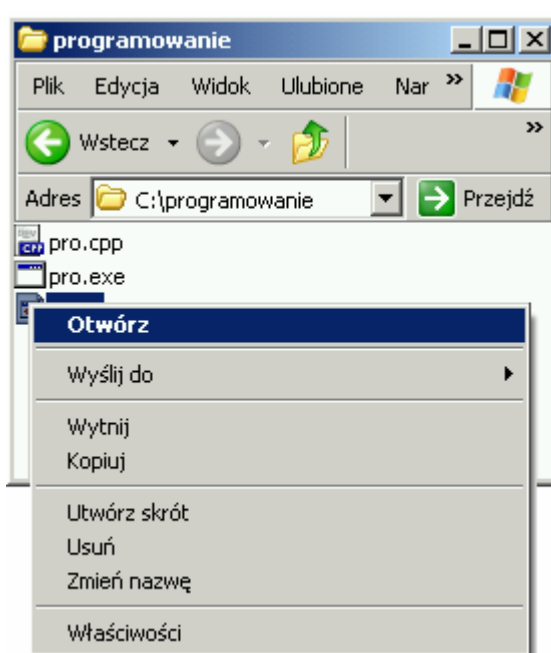 programowanie
Plik Edycja Widok Ulubione Nar »
Wstecz »
Adres C:\programowanie Przejdź
pro.cpp
pro.exe
Otwórz
Wyślij do
Wytnij
Kopiuj
Utwórz skrót
Usuń
Zmień nazwę
Właściwości